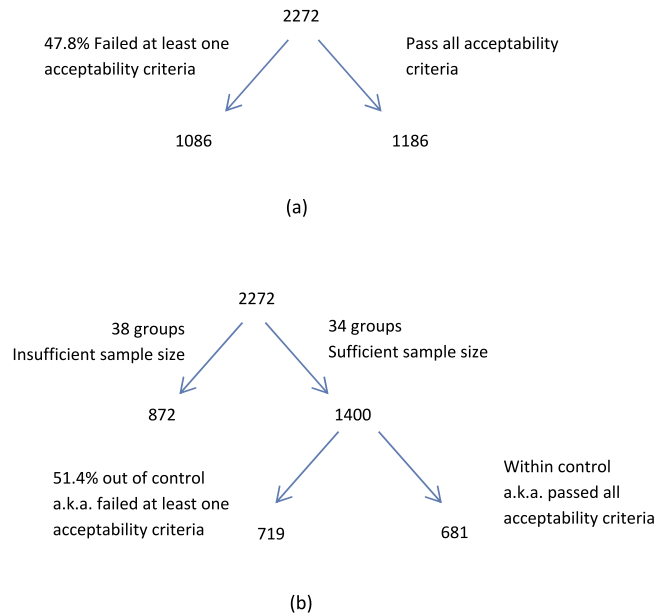 2272
47.8% Failed at least one
acceptability criteria
Pass all acceptability
criteria
1086
1186
(a)
2272
38 groups
Insufficient sample size
34 groups
Sufficient sample size
872
1400
51.4% out of control
a.k.a. failed at least one
acceptability criteria
Within control
a.k.a. passed all
acceptability criteria
719
681
(b)